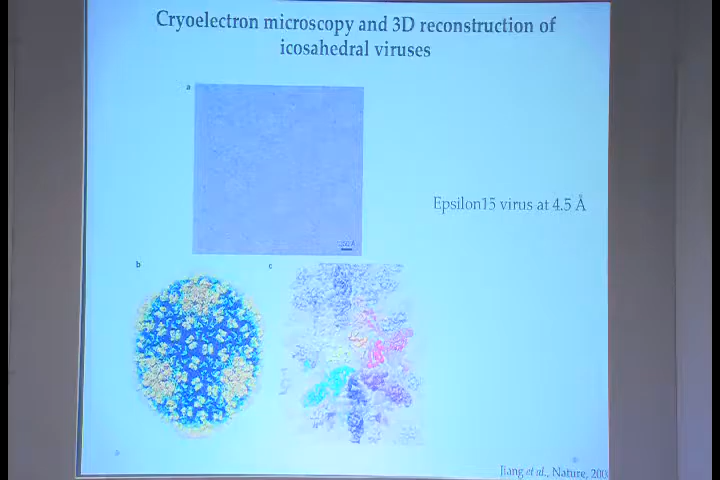 Cryoelectron microscopy and 3D reconstruction of
icosahedral viruses
a
Epsilon15 virus at 4.5 Å
b
c
Jiang et al., Nature, 200